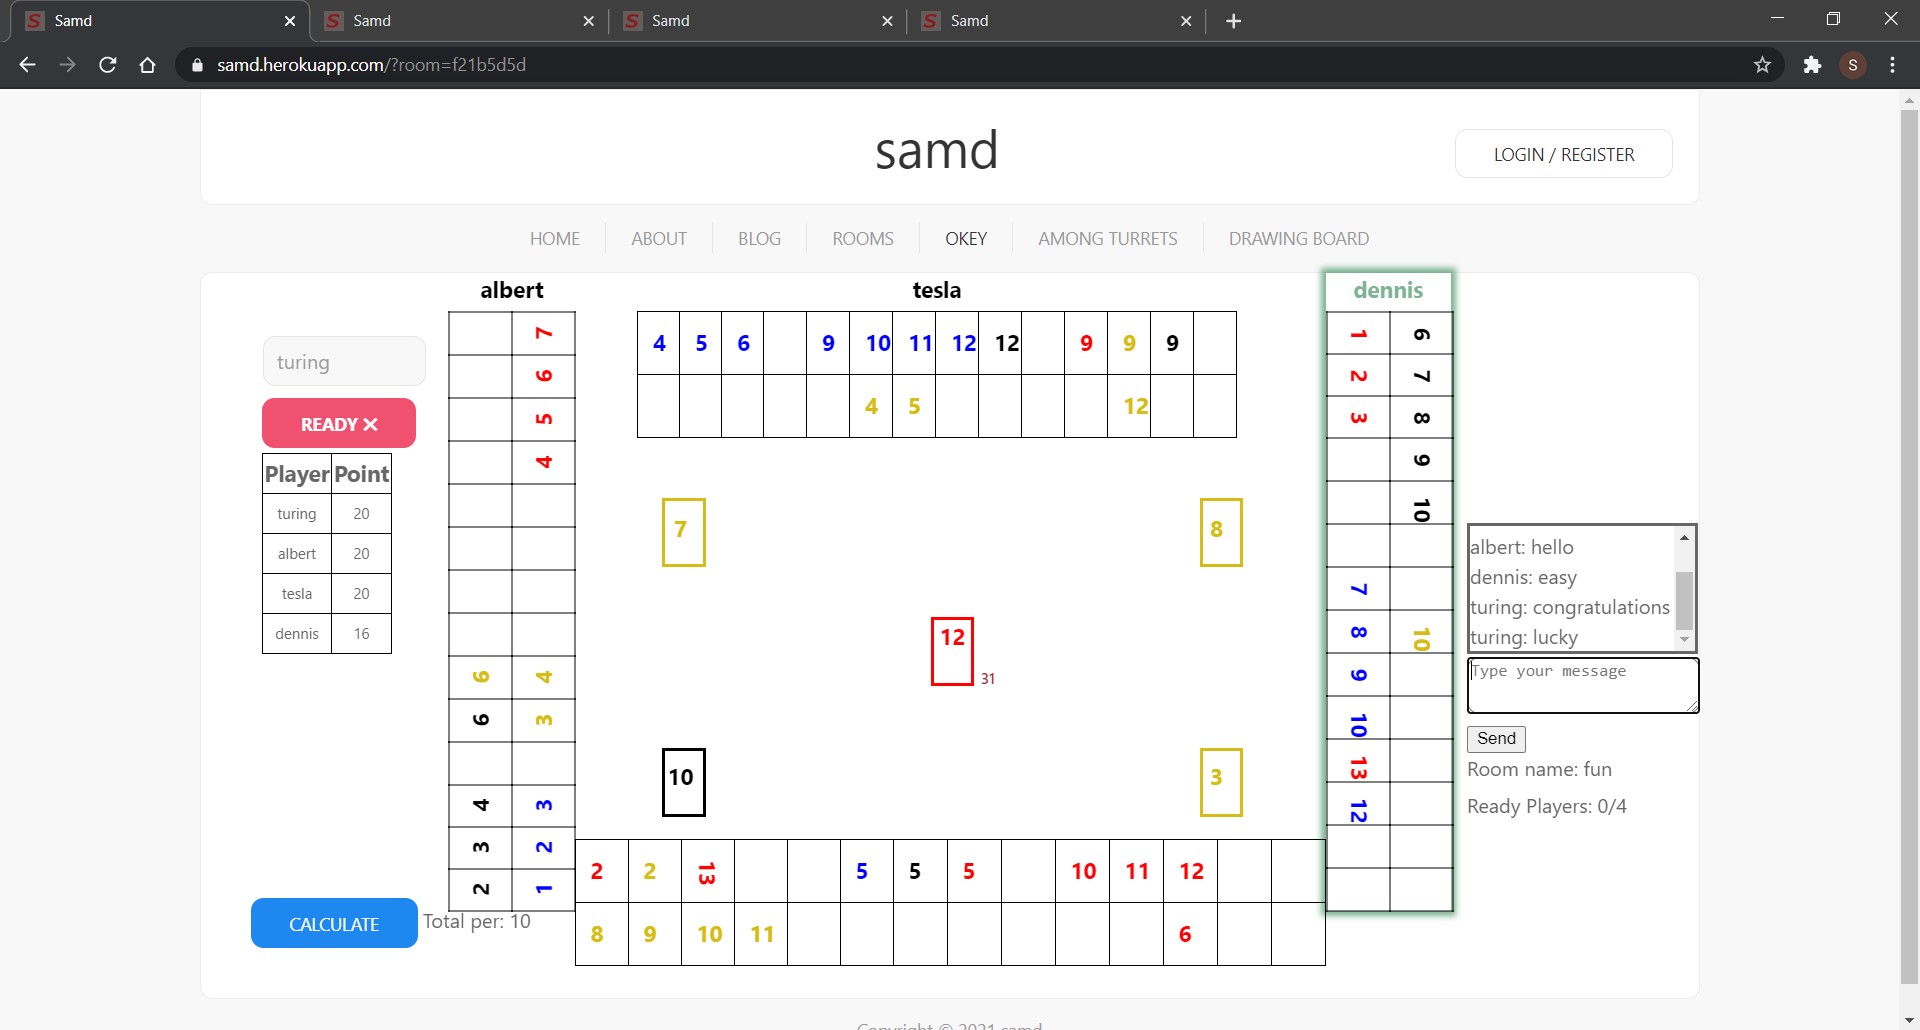 Samd Samd Samd Samd
samd.herokuapp.com/?room=f21b5d5d S
samd
LOGIN / REGISTER
HOME ABOUT BLOG ROOMS OKEY AMONG TURRETS DRAWING BOARD
albert tesla dennis
turing
READY ✕
Player Point
turing 20
albert 20
tesla 20
dennis 16
7
6
5
4
6 4
6 3
4 3
3 2
2 1
4 5 6 9 10 11 12 12 9 9 9
4 5 12
1 6
2 7
3 8
9
10
7
8 10
9
10
13
12
7 8
12
31
10 3
2 2 13 5 5 5 10 11 12
8 9 10 11 6
CALCULATE Total per: 10
albert: hello
dennis: easy
turing: congratulations
turing: lucky
Type your message
Send
Room name: fun
Ready Players: 0/4
Copyright © 2021 samd